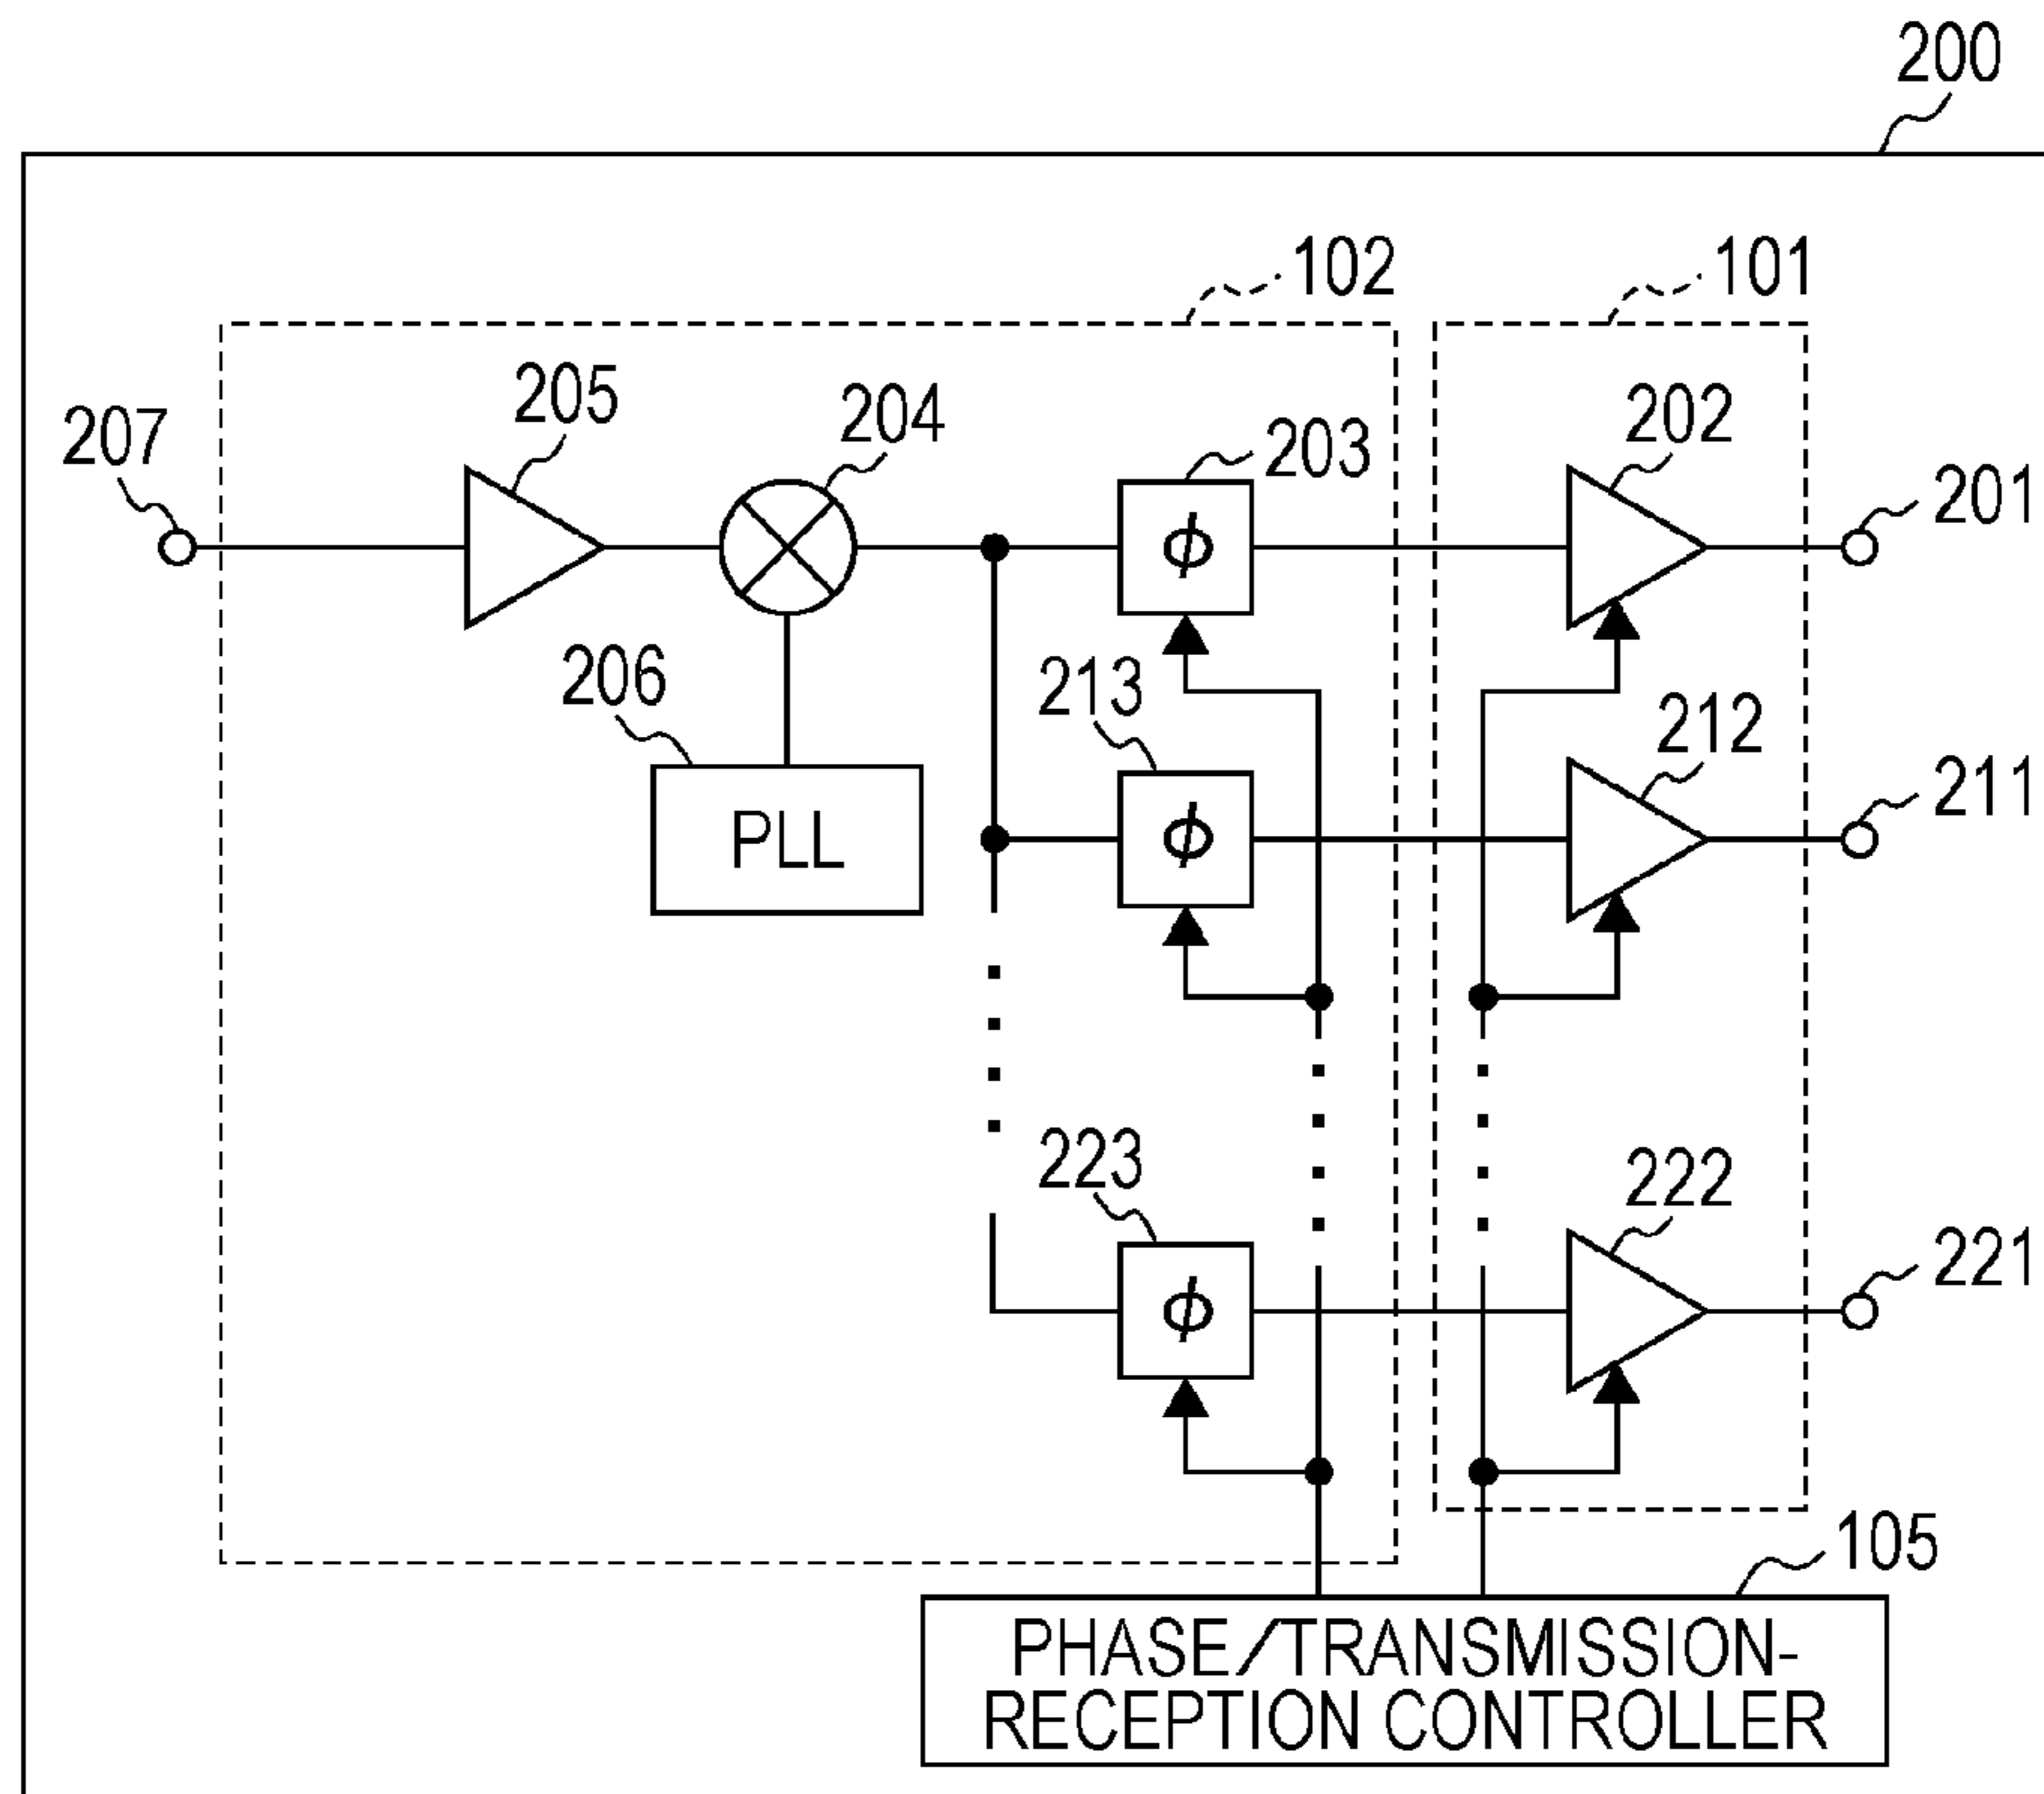 200
102
101
205
204
203
202
207
201
206
213
212
211
ϕ
PLL
ϕ
223
222
221
ϕ
105
PHASE/TRANSMISSION-
RECEPTION CONTROLLER